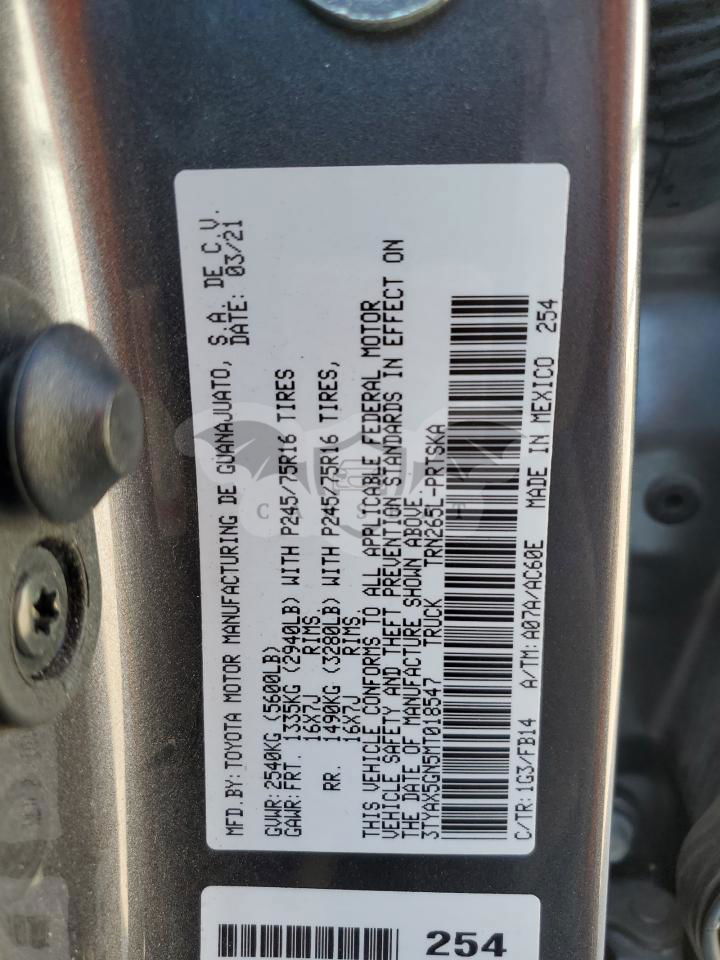 MFD.BY:TOYOTA MOTOR MANUFACTURING DE GUANAJUATO, S.A. DE C.V.
DATE: 03/21
GVWR:2540KG (5600LB)
GAWR:FRT. 1335KG (2940LB) WITH P245/75R16 TIRES
16X7J RIMS.
RR. 1490KG (3280LB) WITH P245/75R16 TIRES,
16X7J RIMS.
THIS VEHICLE CONFORMS TO ALL APPLICABLE FEDERAL MOTOR
VEHICLE SAFETY AND THEFT PREVENTION STANDARDS IN EFFECT ON
THE DATE OF MANUFACTURE SHOWN ABOVE.
3TYAX5GN5MT018547 TRUCK TRN265L-PRTSKA
C/TR:1G3/FB14 A/TM:A07A/AC60E MADE IN MEXICO 254
254